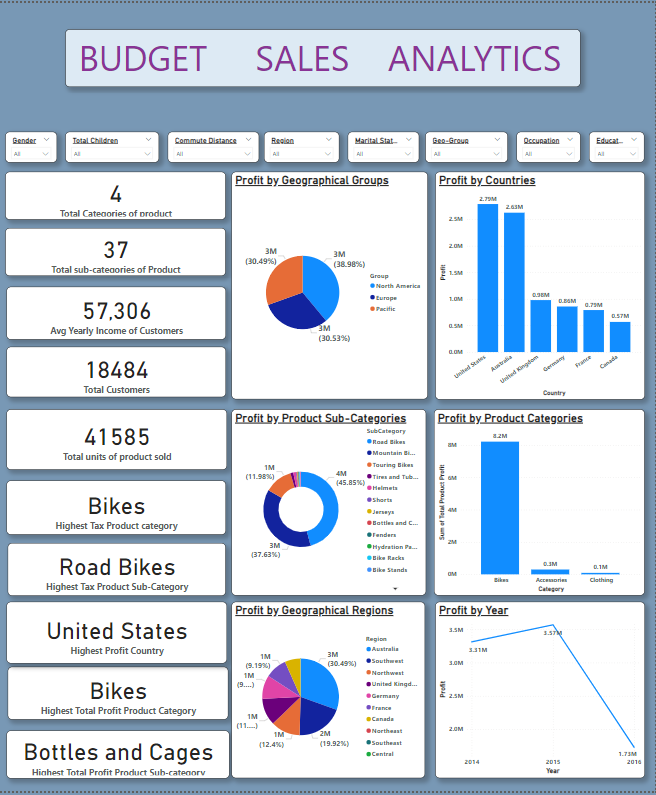 BUDGET SALES ANALYTICS
Gender
All
Total Children
All
Commute Distance
All
Region
All
Marital Stat...
All
Geo-Group
All
Occupation
All
Educat...
All
4
Total Categories of product
37
Total sub-categories of Product
57,306
Avg Yearly Income of Customers
18484
Total Customers
41585
Total units of product sold
Bikes
Highest Tax Product category
Road Bikes
Highest Tax Product Sub-Category
United States
Highest Profit Country
Bikes
Highest Total Profit Product Category
Bottles and Cages
Highest Total Profit Product Sub-category
Profit by Geographical Groups
3M
(30.49%)
3M
(38.98%)
3M
(30.53%)
Group
North America
Europe
Pacific
Profit by Countries
Profit
2.5M
2.0M
1.5M
1.0M
0.5M
0.0M
2.79M
2.63M
0.98M
0.86M
0.79M
0.57M
United States
Australia
United Kingdom
Germany
France
Canada
Country
Profit by Product Sub-Categories
1M
(11.98%)
4M
(45.85%)
3M
(37.63%)
SubCategory
Road Bikes
Mountain Bi...
Touring Bikes
Tires and Tub...
Helmets
Shorts
Jerseys
Bottles and C...
Fenders
Hydration Pa...
Bike Racks
Bike Stands
Profit by Product Categories
Sum of Total Product Profit
8M
6M
4M
2M
0M
8.2M
0.3M
0.1M
Bikes
Accessories
Clothing
Category
Profit by Geographical Regions
1M
(9.19%)
1M
(9....)
1M
(11....)
1M
(12.4%)
2M
(19.92%)
3M
(30.49%)
Region
Australia
Southwest
Northwest
United Kingd...
Germany
France
Canada
Northeast
Southeast
Central
Profit by Year
Profit
3.5M
3.0M
2.5M
2.0M
3.31M
3.57M
1.73M
2014
2015
2016
Year